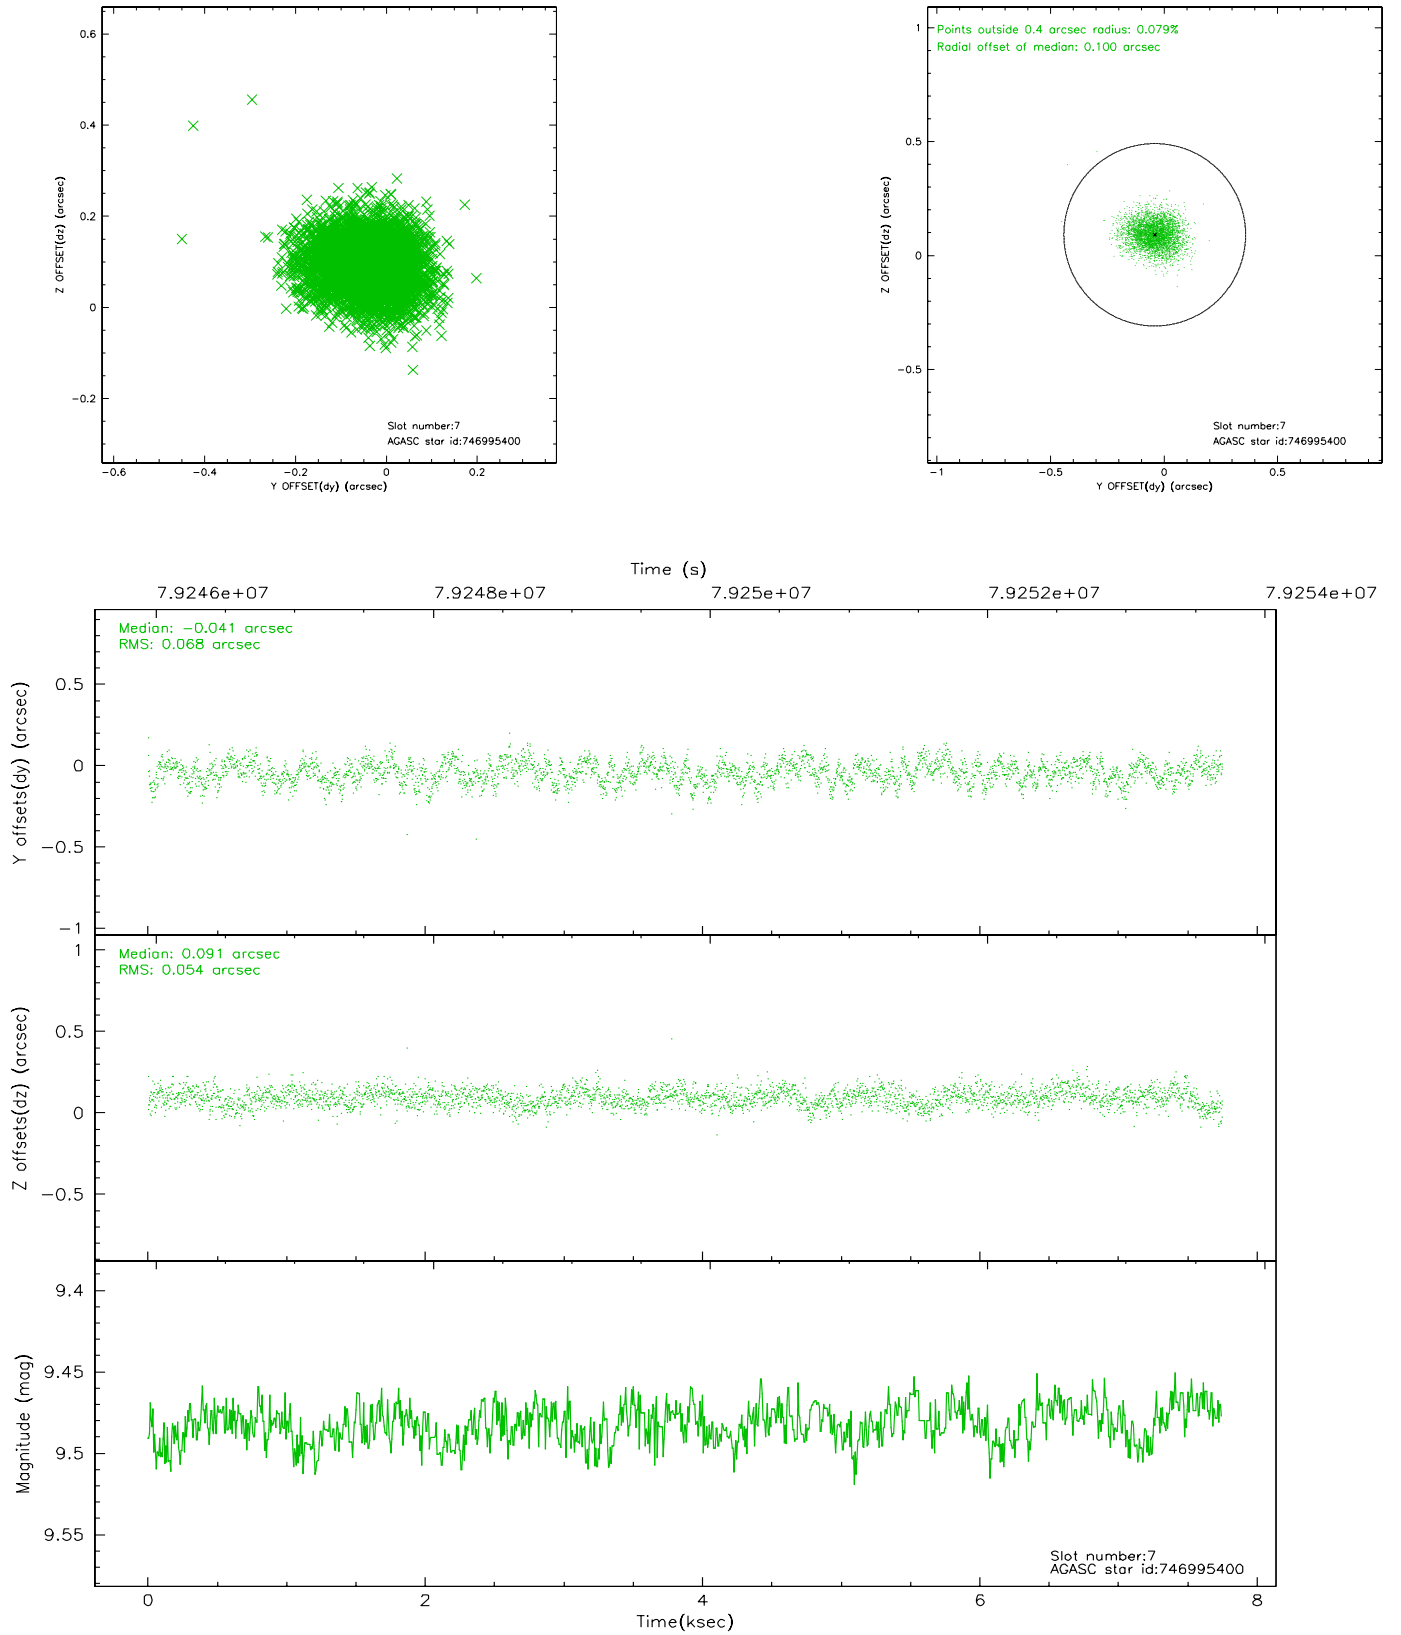 0.6
0.4
0.2
0
−0.2
Z OFFSET(dz) (arcsec)
Slot number:7
AGASC star id:746995400
−0.6 −0.4 −0.2 0 0.2
Y OFFSET(dy) (arcsec)
Points outside 0.4 arcsec radius: 0.079%
Radial offset of median: 0.100 arcsec
1
0.5
0
−0.5
Z OFFSET(dz) (arcsec)
Slot number:7
AGASC star id:746995400
−1 −0.5 0 0.5
Y OFFSET(dy) (arcsec)
Time (s)
7.9246e+07 7.9248e+07 7.925e+07 7.9252e+07 7.9254e+07
Median: −0.041 arcsec
RMS: 0.068 arcsec
0.5
0
−0.5
−1
Y offsets(dy) (arcsec)
Median: 0.091 arcsec
RMS: 0.054 arcsec
1
0.5
0
−0.5
Z offsets(dz) (arcsec)
9.4
9.45
9.5
9.55
Magnitude (mag)
Slot number:7
AGASC star id:746995400
0 2 4 6 8
Time(ksec)